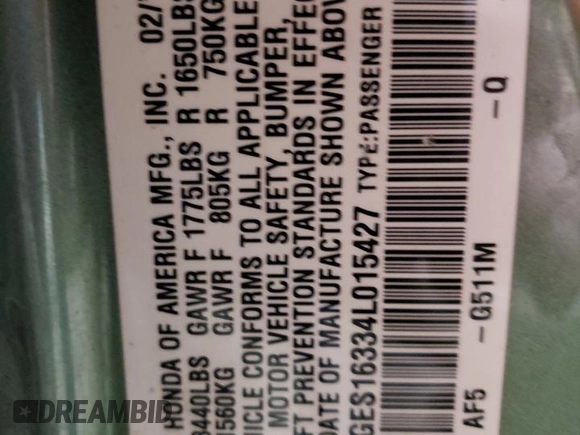 HONDA OF AMERICA MFG., INC. 02/
3440LBS GAWR F 1775LBS R 1650LBS
1560KG GAWR F 805KG R 750KG
ICLE CONFORMS TO ALL APPLICABLE
MOTOR VEHICLE SAFETY, BUMPER,
FT PREVENTION STANDARDS IN EFFEC
DATE OF MANUFACTURE SHOWN ABOV
GES16334L015427 TYPE:PASSENGER
AF5 -G511M -Q
DREAMBID